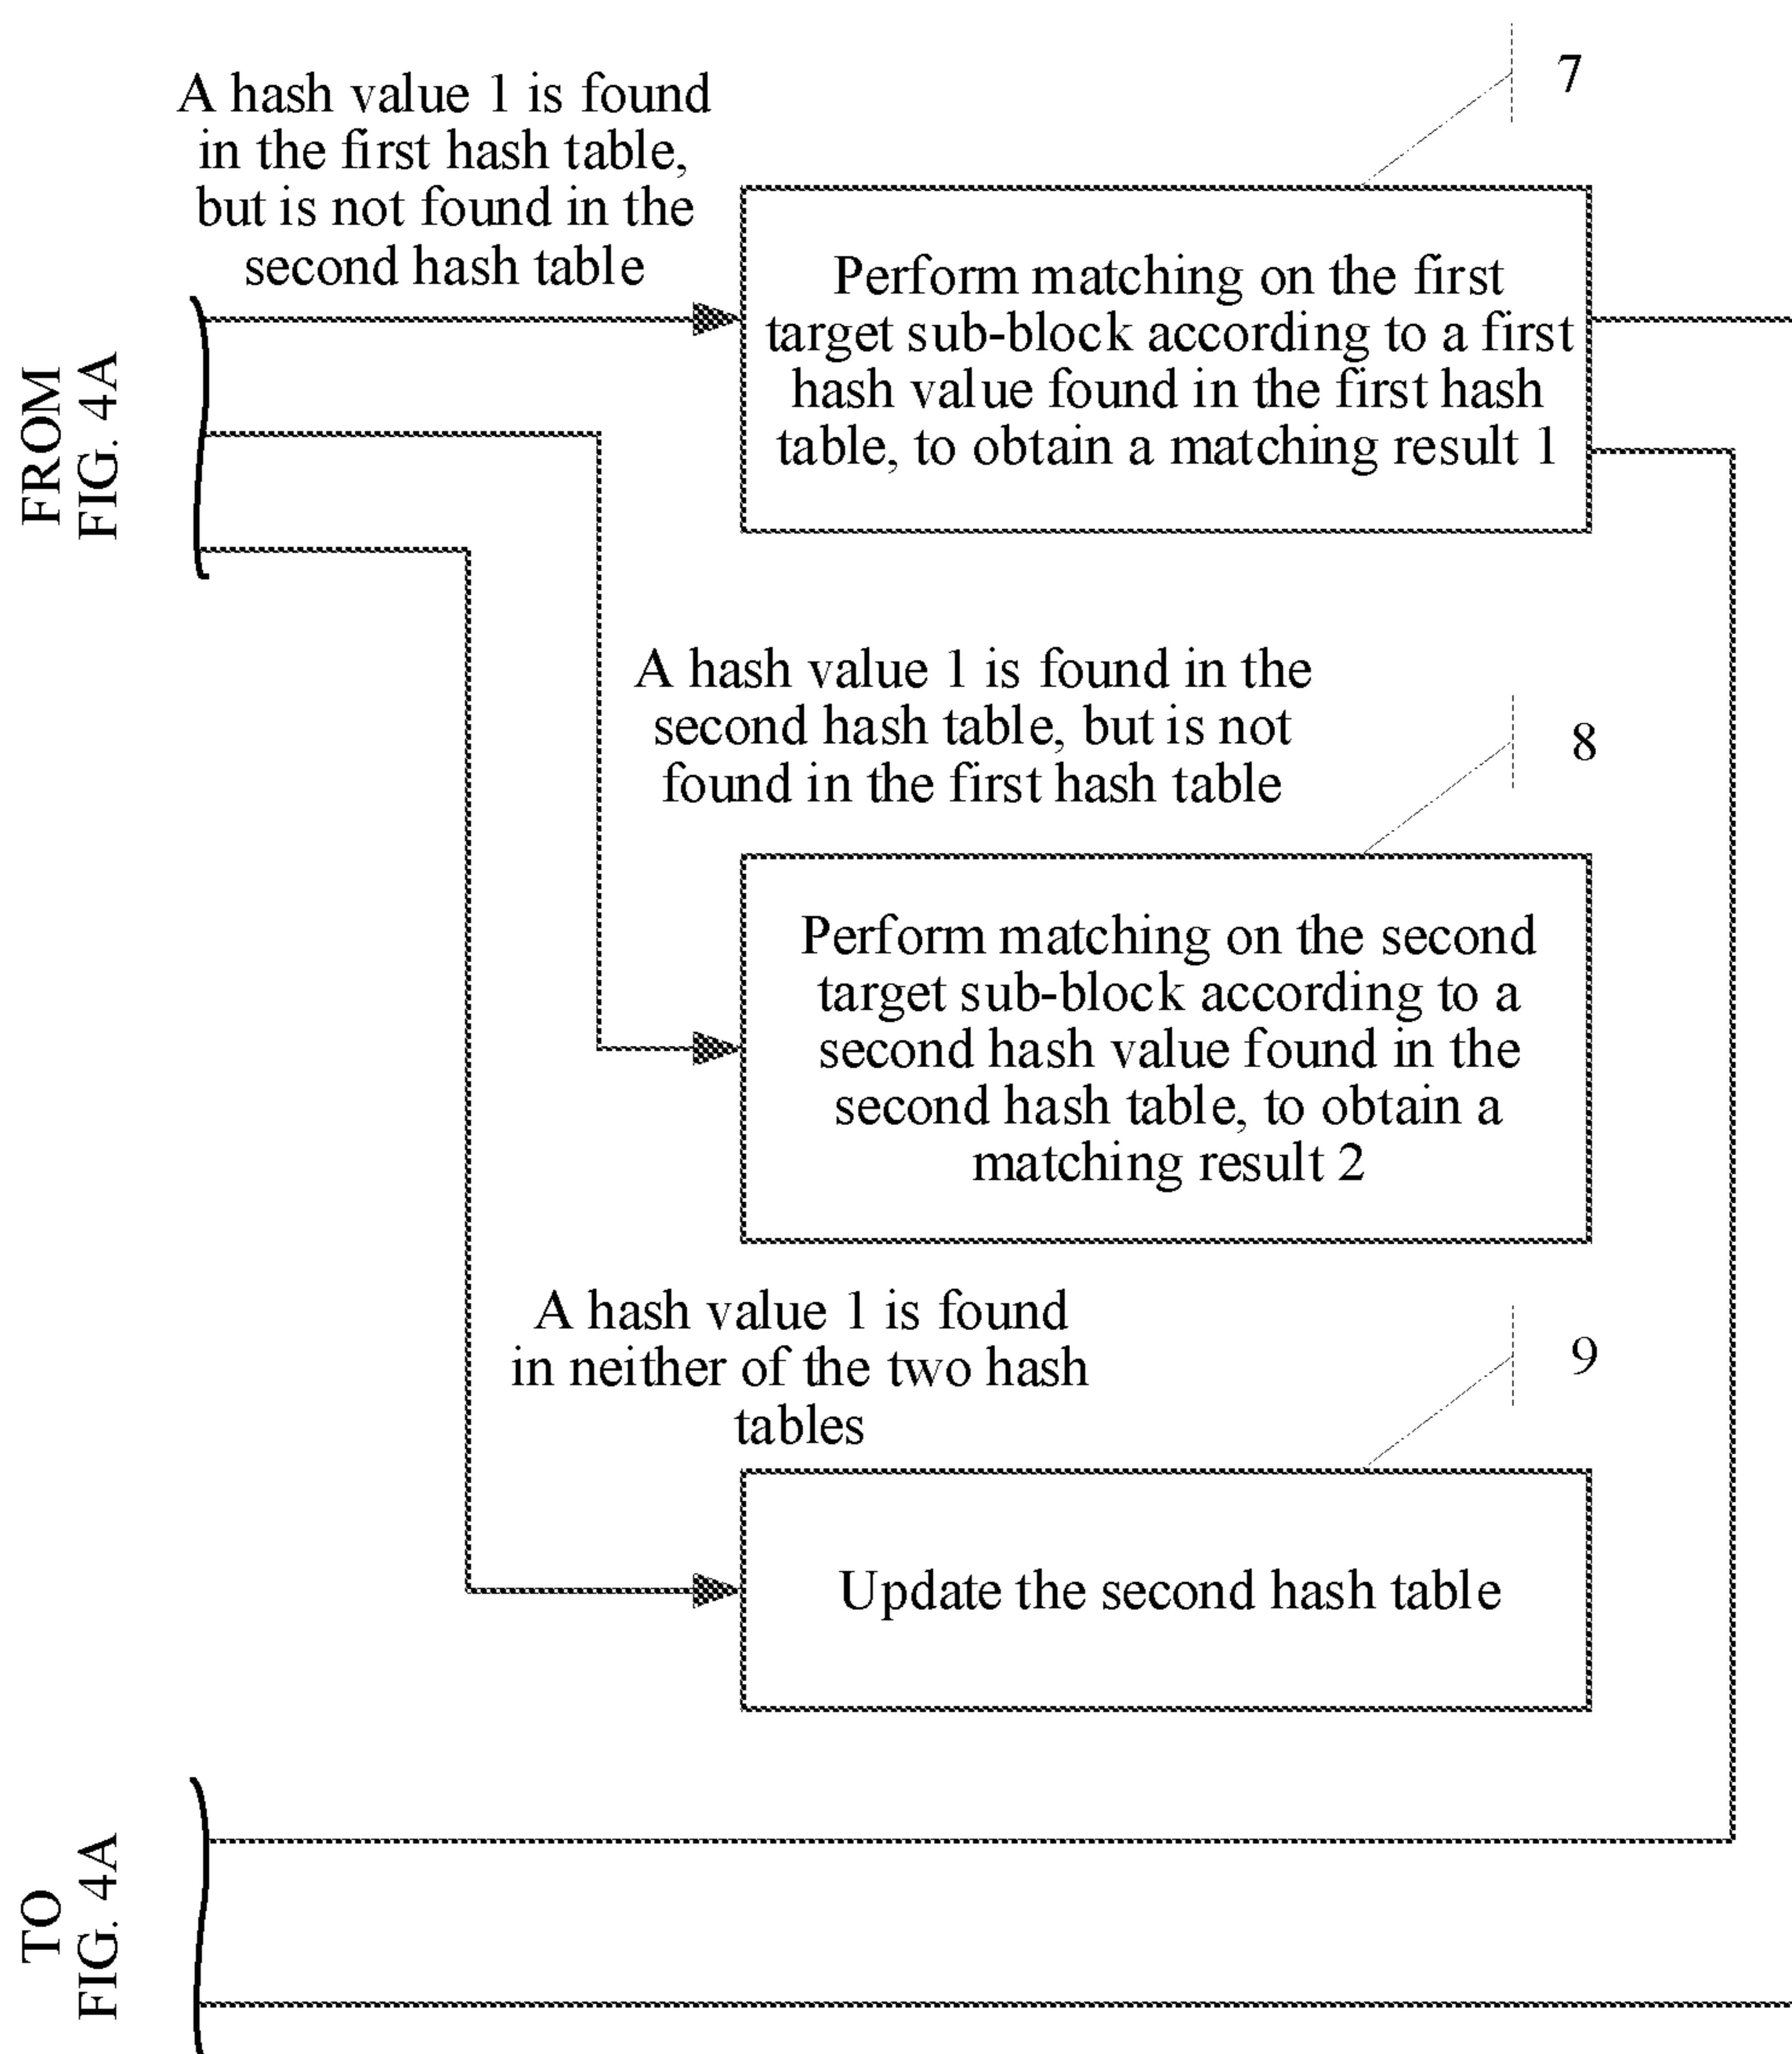 7
A hash value 1 is found
in the first hash table,
but is not found in the
second hash table
Perform matching on the first
target sub-block according to a first
hash value found in the first hash
table, to obtain a matching result 1
FROM
FIG. 4A
A hash value 1 is found in the
second hash table, but is not
found in the first hash table
8
Perform matching on the second
target sub-block according to a
second hash value found in the
second hash table, to obtain a
matching result 2
A hash value 1 is found
in neither of the two hash
tables
9
Update the second hash table
TO
FIG. 4A